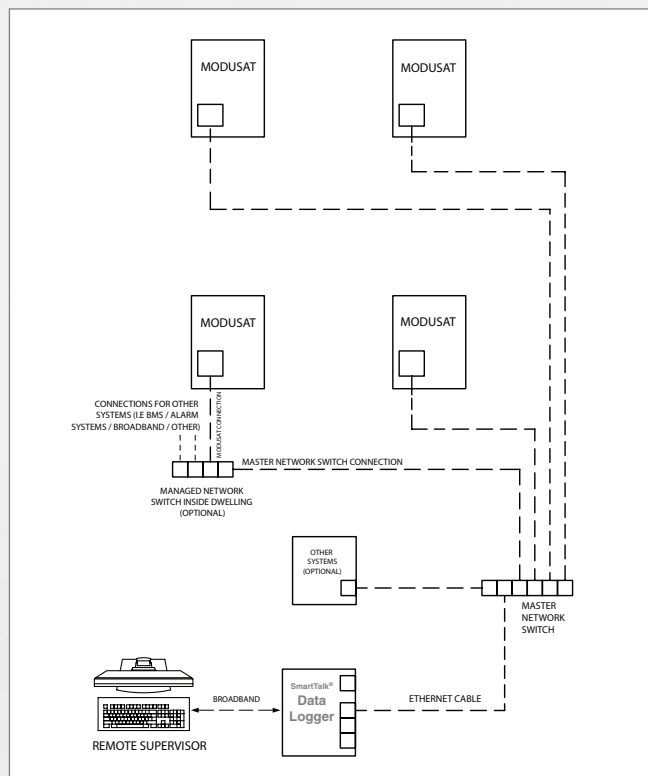 MODUSAT
MODUSAT
MODUSAT
MODUSAT
CONNECTIONS FOR OTHER
SYSTEMS (I.E BMS / ALARM
SYSTEMS / BROADBAND / OTHER)
MODUSAT CONNECTION
MASTER NETWORK SWITCH CONNECTION
MANAGED NETWORK
SWITCH INSIDE DWELLING
(OPTIONAL)
OTHER
SYSTEMS
(OPTIONAL)
MASTER
NETWORK
SWITCH
SmartTalk®
Data
Logger
BROADBAND
ETHERNET CABLE
REMOTE SUPERVISOR